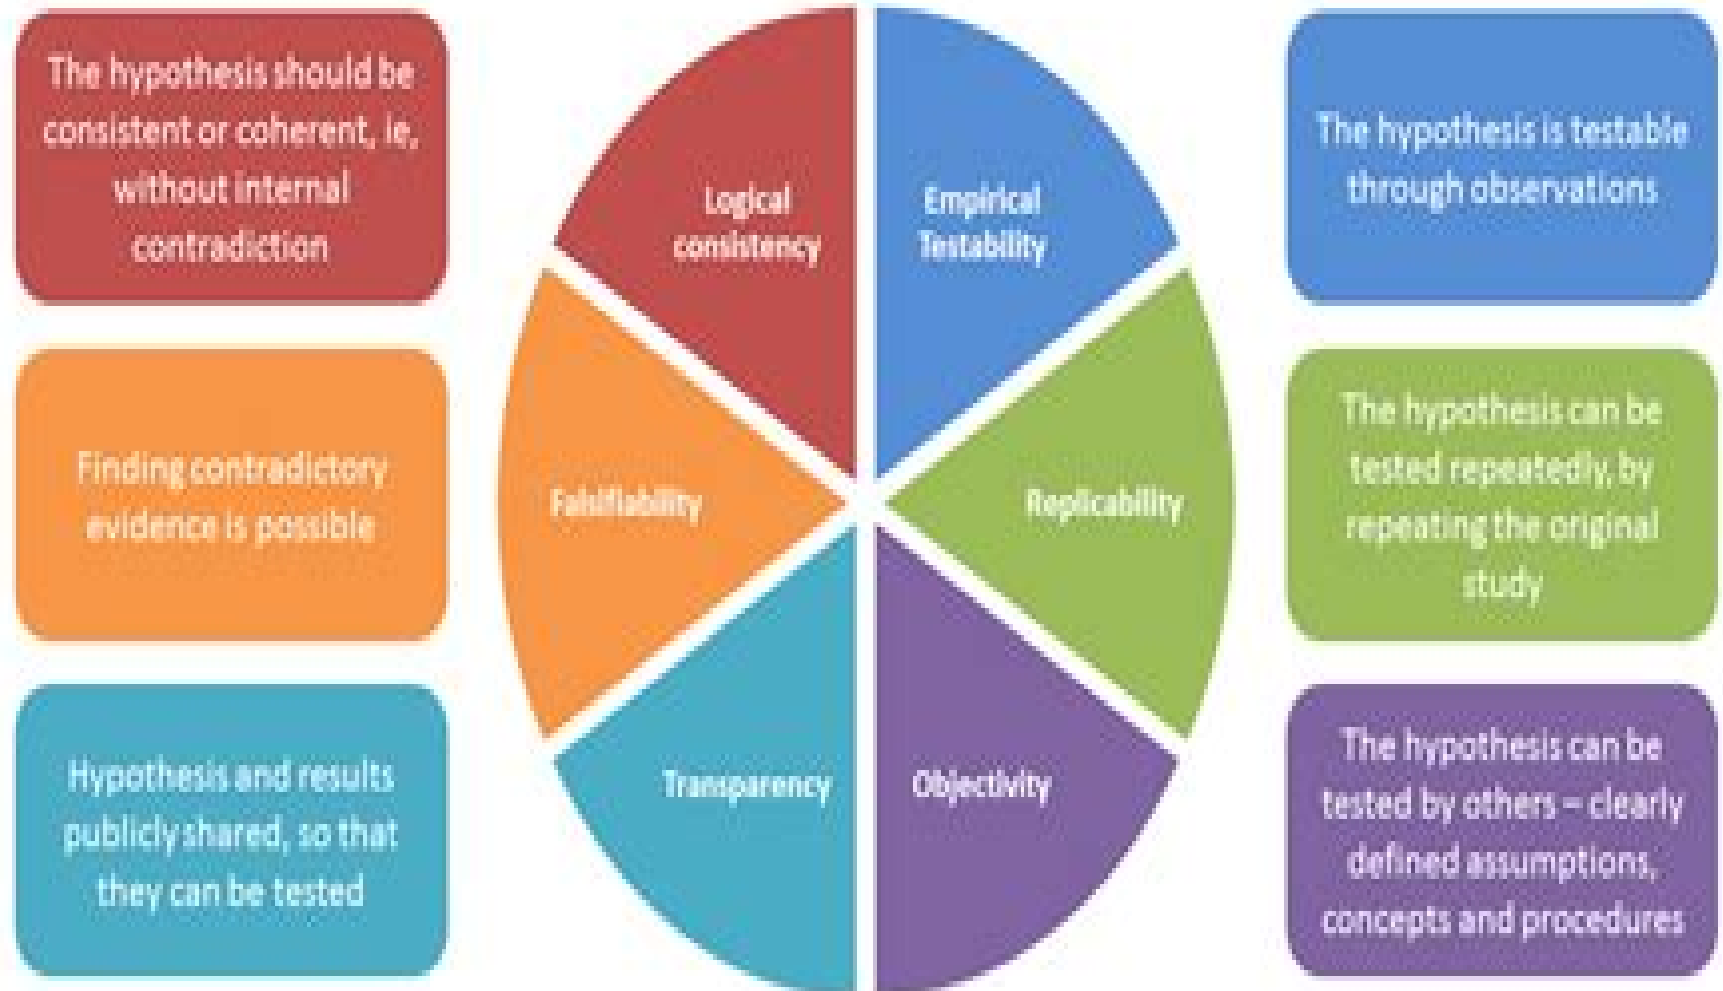 The hypothesis should be
consistent or coherent, ie,
without internal
contradiction
Logical
consistency
Empirical
Testability
The hypothesis is testable
through observations
Finding contradictory
evidence is possible
Falsifiability
Replicability
The hypothesis can be
tested repeatedly, by
repeating the original
study
Hypothesis and results
publicly shared, so that
they can be tested
Transparency
Objectivity
The hypothesis can be
tested by others – clearly
defined assumptions,
concepts and procedures